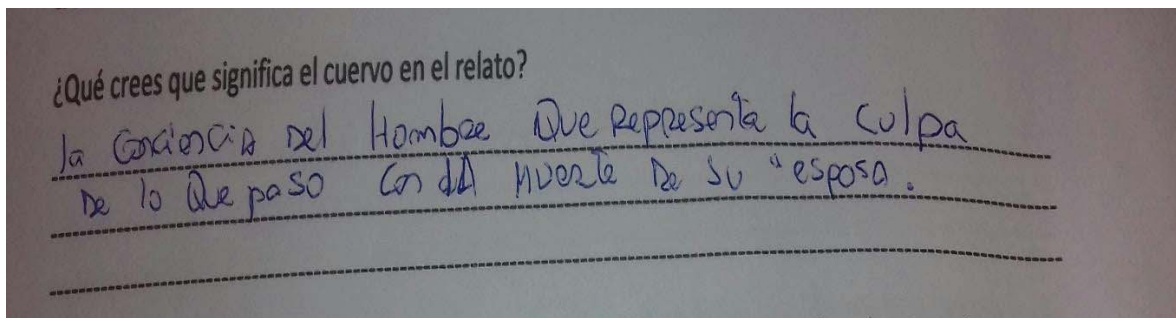 ¿Qué crees que significa el cuervo en el relato?
la conciencia Del Hombre Que Representa la culpa
De lo Que paso con la Muerte De su "esposa.